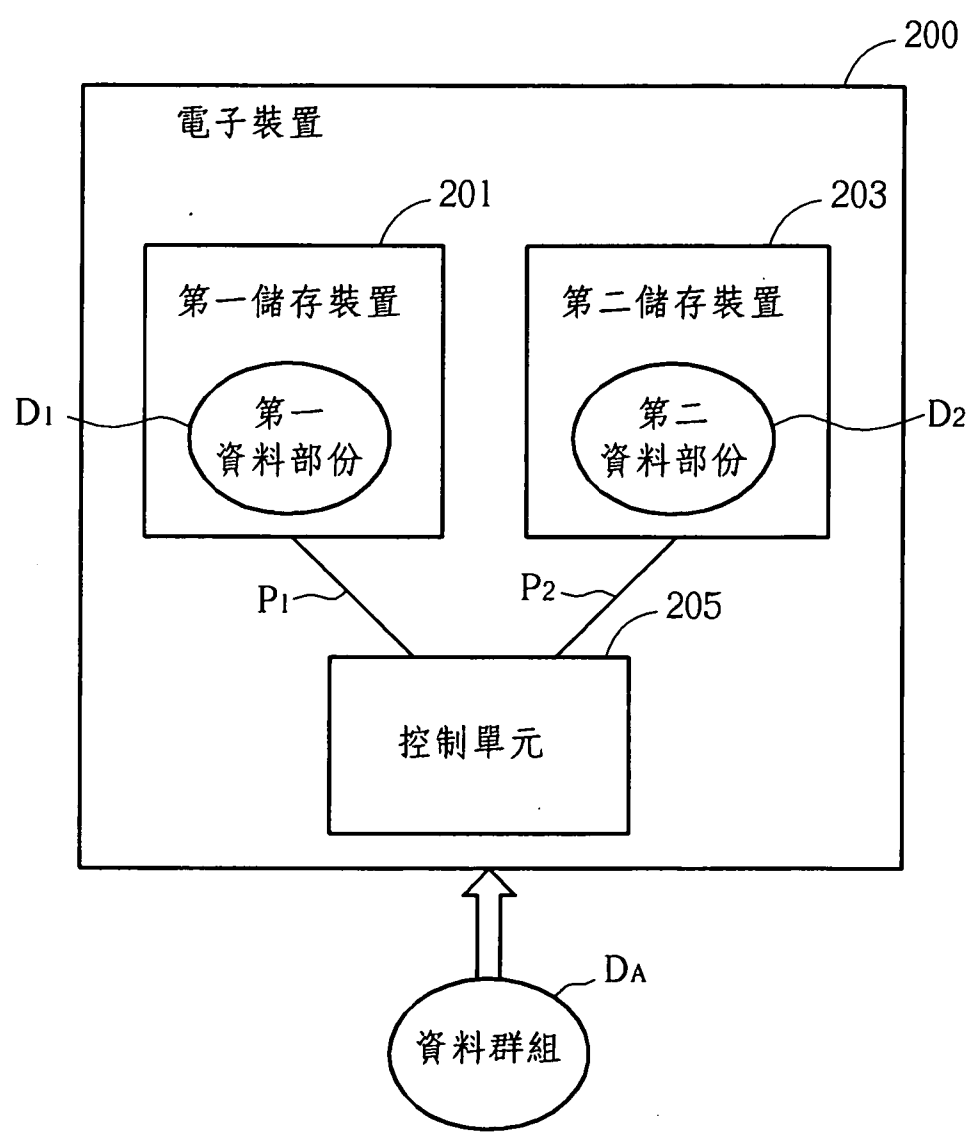 200
電子裝置
201
203
第一儲存裝置
第二儲存裝置
D1
第一
資料部份
第二
資料部份
D2
P1
P2
205
控制單元
DA
資料群組